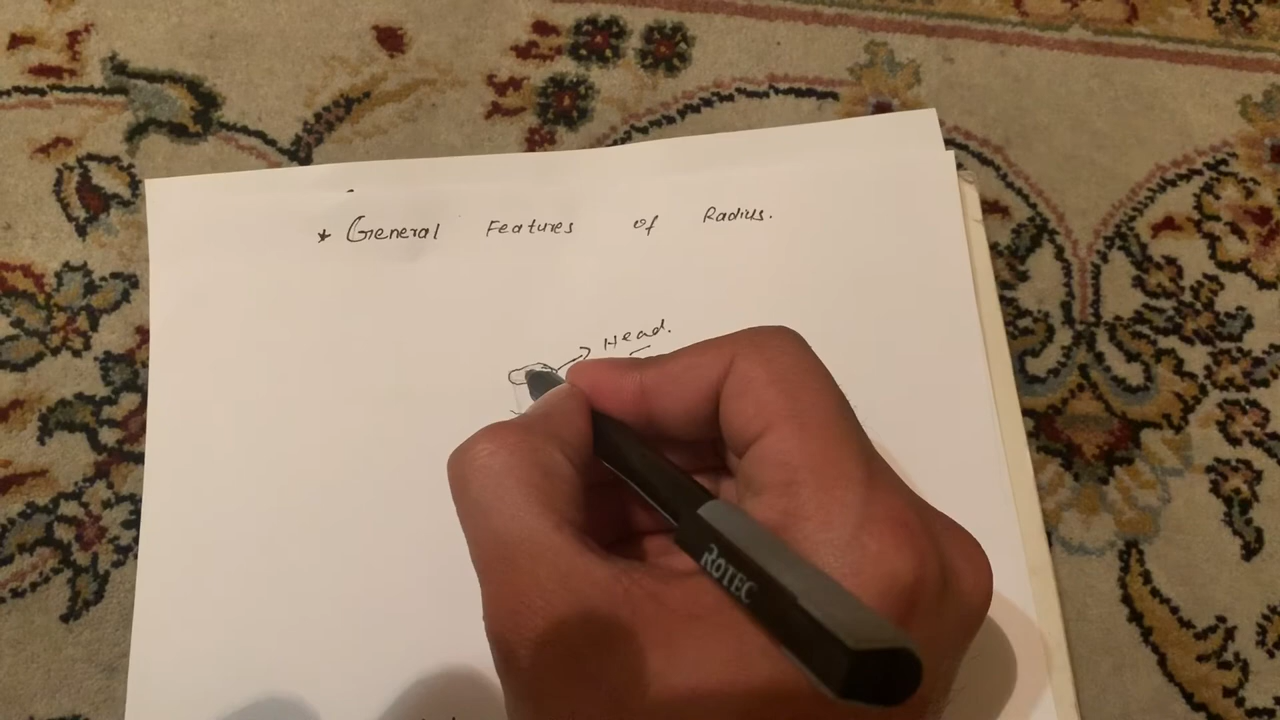 * General Features of Radius.
Head.
ROTEC